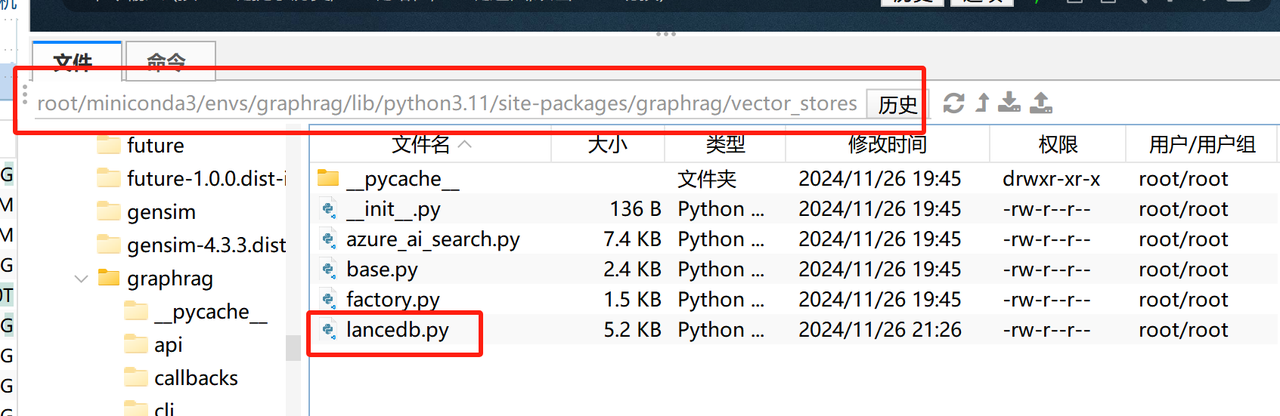 机
历史
文件 命令
root/miniconda3/envs/graphrag/lib/python3.11/site-packages/graphrag/vector_stores 历史
future
future-1.0.0.dist-i
gensim
gensim-4.3.3.dist
graphrag
__pycache__
api
callbacks
cli
文件名 大小 类型 修改时间 权限 用户/用户组
__pycache__ 文件夹 2024/11/26 19:45 drwxr-xr-x root/root
__init__.py 136 B Python ... 2024/11/26 19:45 -rw-r--r-- root/root
azure_ai_search.py 7.4 KB Python ... 2024/11/26 19:45 -rw-r--r-- root/root
base.py 2.4 KB Python ... 2024/11/26 19:45 -rw-r--r-- root/root
factory.py 1.5 KB Python ... 2024/11/26 19:45 -rw-r--r-- root/root
lancedb.py 5.2 KB Python ... 2024/11/26 21:26 -rw-r--r-- root/root